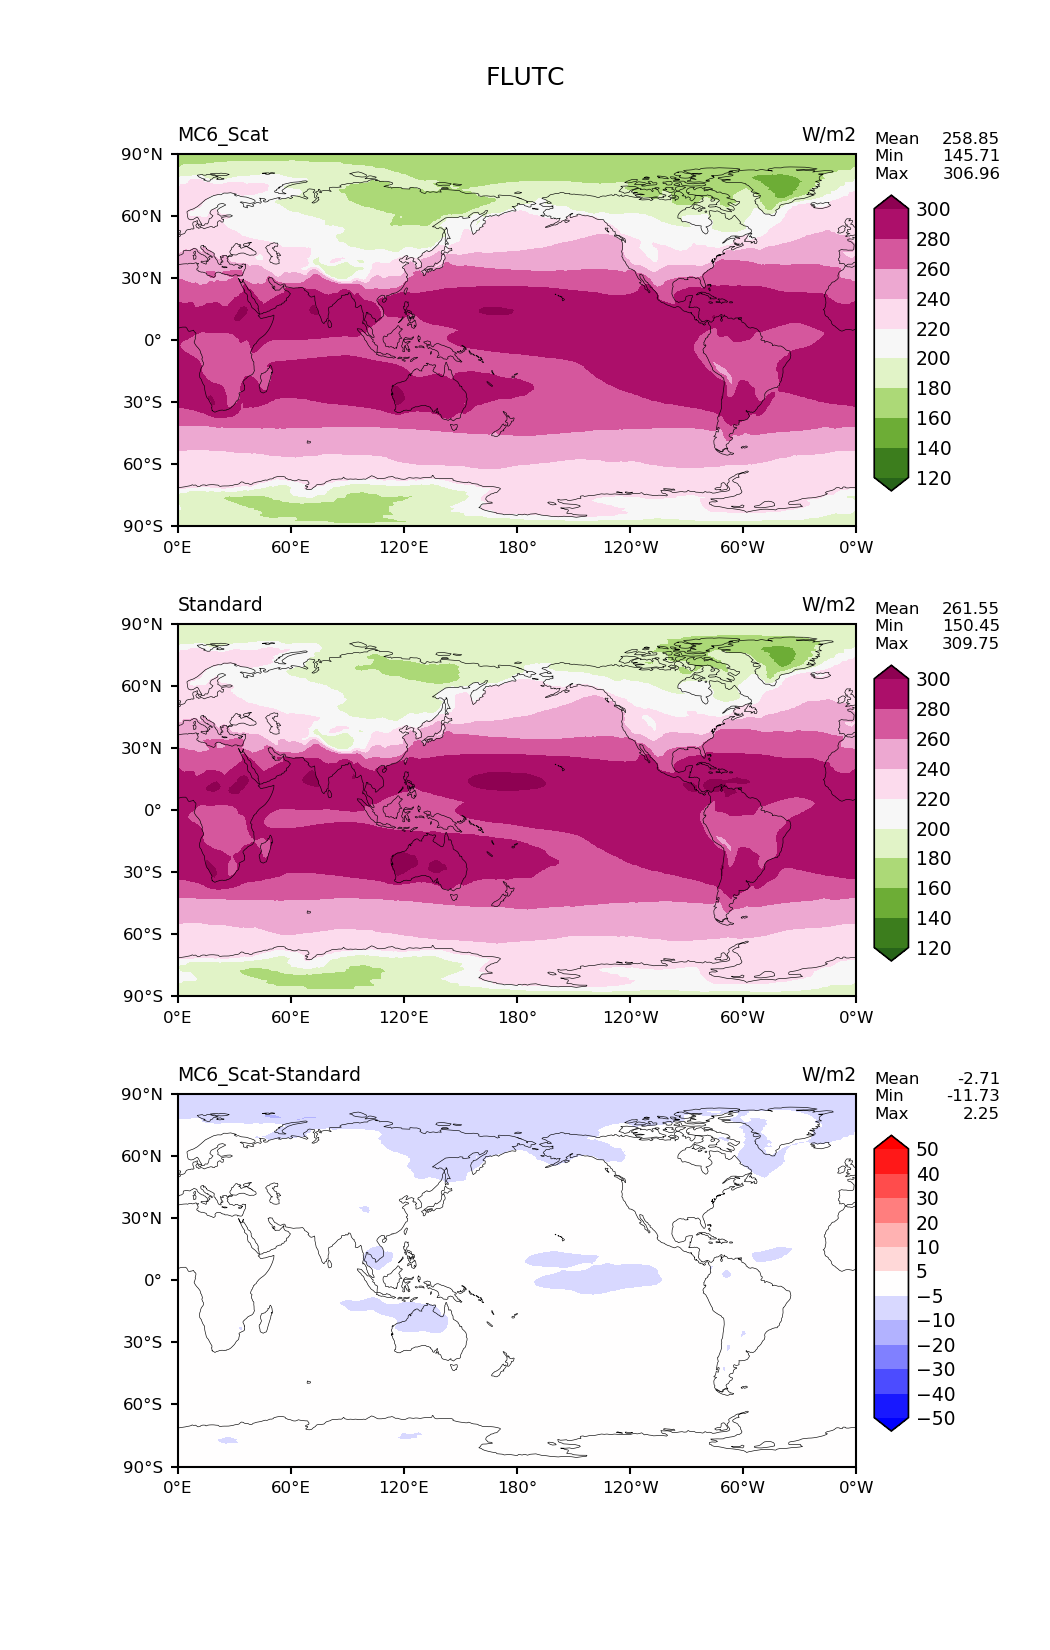 FLUTC
MC6_Scat W/m2
Mean 258.85
Min 145.71
Max 306.96
90°N
60°N
30°N
0°
30°S
60°S
90°S
0°E 60°E 120°E 180° 120°W 60°W 0°W
300
280
260
240
220
200
180
160
140
120
Standard W/m2
Mean 261.55
Min 150.45
Max 309.75
90°N
60°N
30°N
0°
30°S
60°S
90°S
0°E 60°E 120°E 180° 120°W 60°W 0°W
300
280
260
240
220
200
180
160
140
120
MC6_Scat-Standard W/m2
Mean -2.71
Min -11.73
Max 2.25
90°N
60°N
30°N
0°
30°S
60°S
90°S
0°E 60°E 120°E 180° 120°W 60°W 0°W
50
40
30
20
10
5
−5
−10
−20
−30
−40
−50